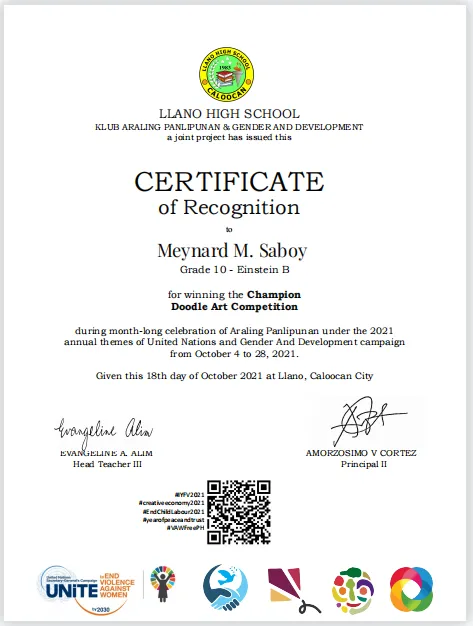 LLANO HIGH SCHOOL
1985
CALOOCAN
LLANO HIGH SCHOOL
KLUB ARALING PANLIPUNAN & GENDER AND DEVELOPMENT
a joint project has issued this
CERTIFICATE
of Recognition
to
Meynard M. Saboy
Grade 10 - Einstein B
for winning the Champion
Doodle Art Competition
during month-long celebration of Araling Panlipunan under the 2021
annual themes of United Nations and Gender And Development campaign
from October 4 to 28, 2021.
Given this 18th day of October 2021 at Llano, Caloocan City
Evangeline Alim
EVANGELINE A. ALIM
Head Teacher III
AMORZOSIMO V CORTEZ
Principal II
#IYFV2021
#creativeeconomy2021
#EndChildLabour2021
#yearofpeaceandtrust
#VAWFreePH
United Nations
Secretary-General's Campaign
UNiTE
TO END
VIOLENCE
AGAINST
WOMEN
by 2030